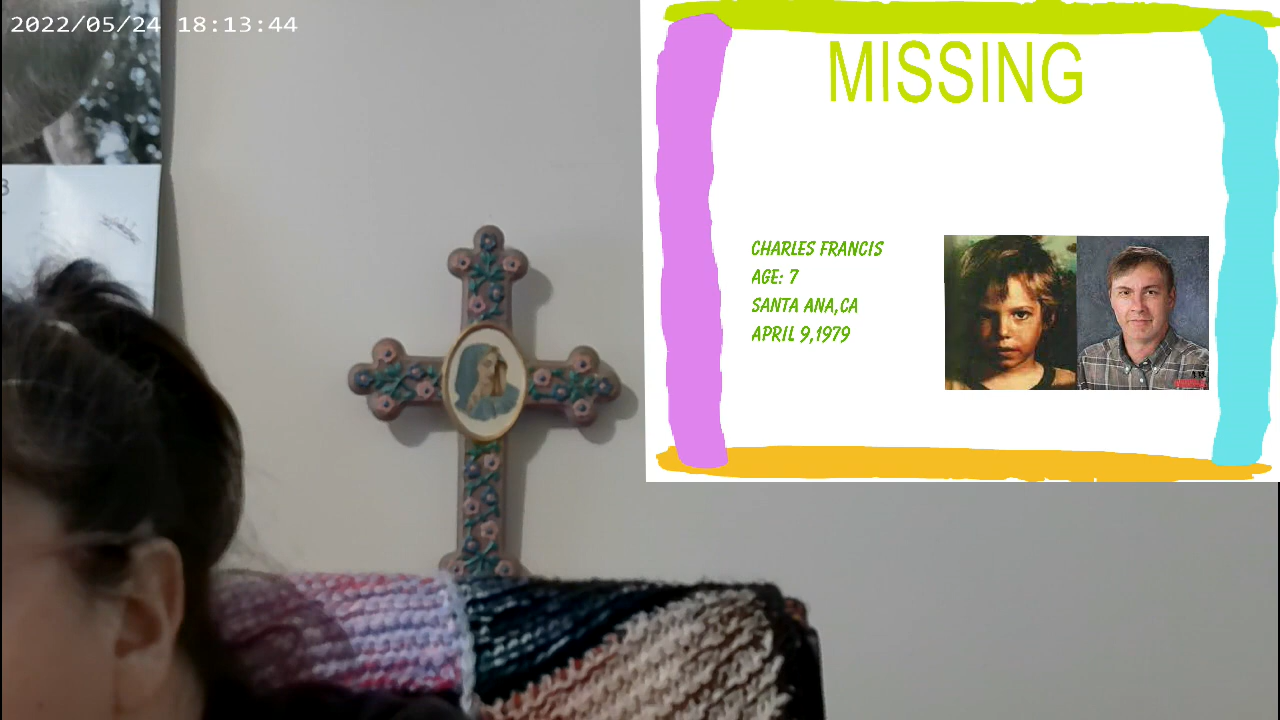 2022/05/24 18:13:44
MISSING
CHARLES FRANCIS
AGE: 7
SANTA ANA,CA
APRIL 9,1979